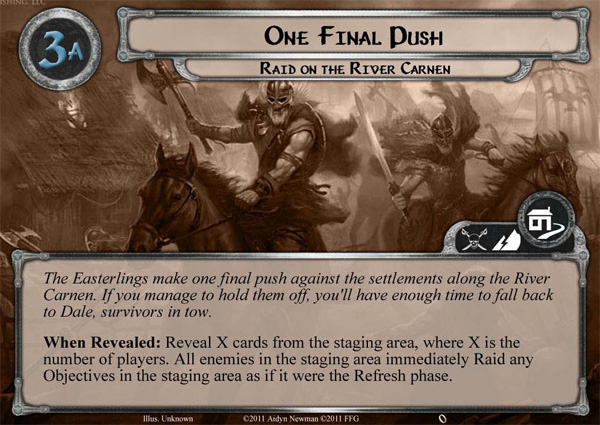 ISHING, LLC
3A
ONE FINAL PUSH
RAID ON THE RIVER CARNEN
The Easterlings make one final push against the settlements along the River
Carnen. If you manage to hold them off, you'll have enough time to fall back
to Dale, survivors in tow.
When Revealed: Reveal X cards from the staging area, where X is the
number of players. All enemies in the staging area immediately Raid any
Objectives in the staging area as if it were the Refresh phase.
Illus. Unknown ©2011 Aidyn Newman ©2011 FFG 0